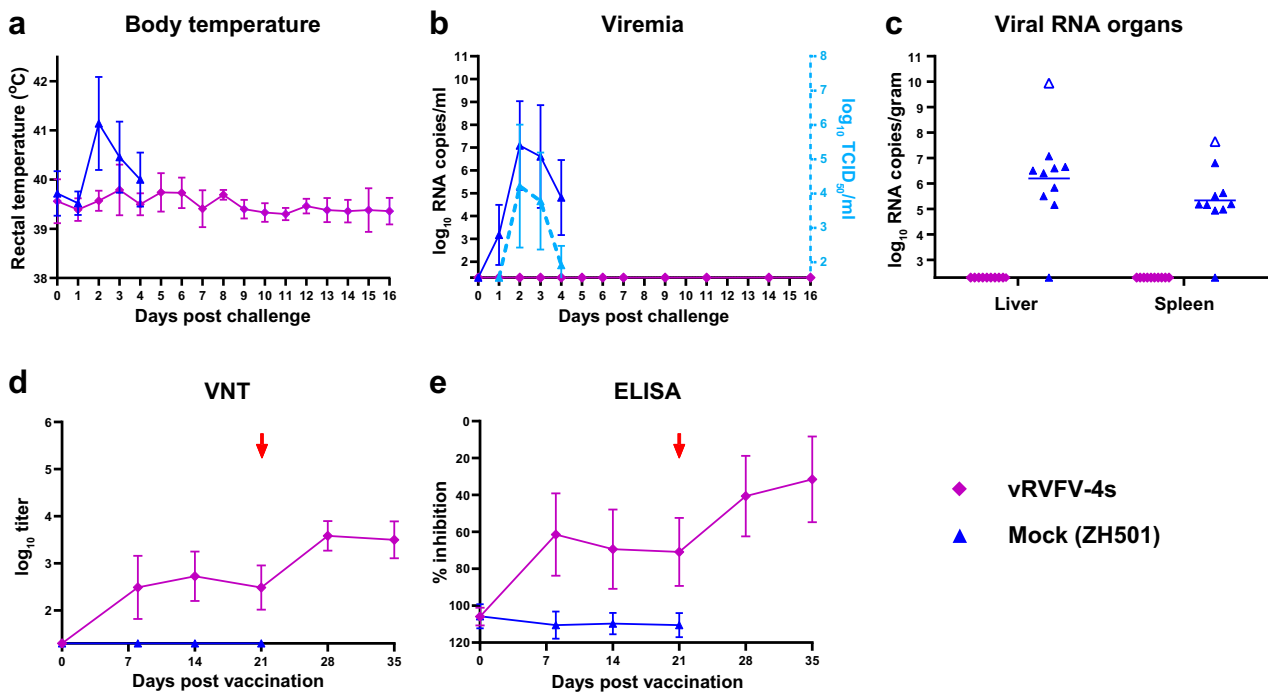 a Body temperature
Rectal temperature (°C)
42
41
40
39
38
0 1 2 3 4 5 6 7 8 9 10 11 12 13 14 15 16
Days post challenge
b Viremia
log10 RNA copies/ml
11
10
9
8
7
6
5
4
3
2
8
7
6
5
4
3
2
log10 TCID50/ml
0 1 2 3 4 5 6 7 8 9 10 11 12 13 14 15 16
Days post challenge
c Viral RNA organs
log10 RNA copies/gram
11
10
9
8
7
6
5
4
3
Liver Spleen
d VNT
log10 titer
6
5
4
3
2
0 7 14 21 28 35
Days post vaccination
e ELISA
% inhibition
0
20
40
60
80
100
120
0 7 14 21 28 35
Days post vaccination
vRVFV-4s
Mock (ZH501)